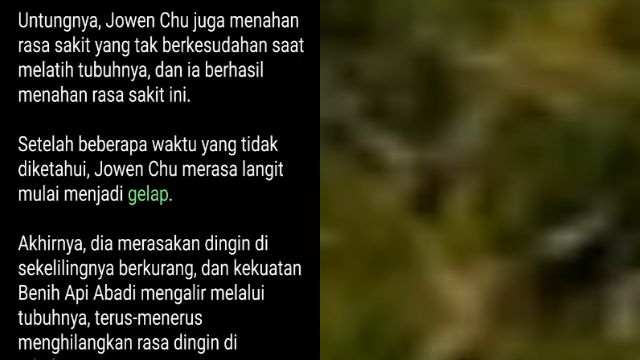 Untungnya, Jowen Chu juga menahan
rasa sakit yang tak berkesudahan saat
melatih tubuhnya, dan ia berhasil
menahan rasa sakit ini.
Setelah beberapa waktu yang tidak
diketahui, Jowen Chu merasa langit
mulai menjadi gelap.
Akhirnya, dia merasakan dingin di
sekelilingnya berkurang, dan kekuatan
Benih Api Abadi mengalir melalui
tubuhnya, terus-menerus
menghilangkan rasa dingin di